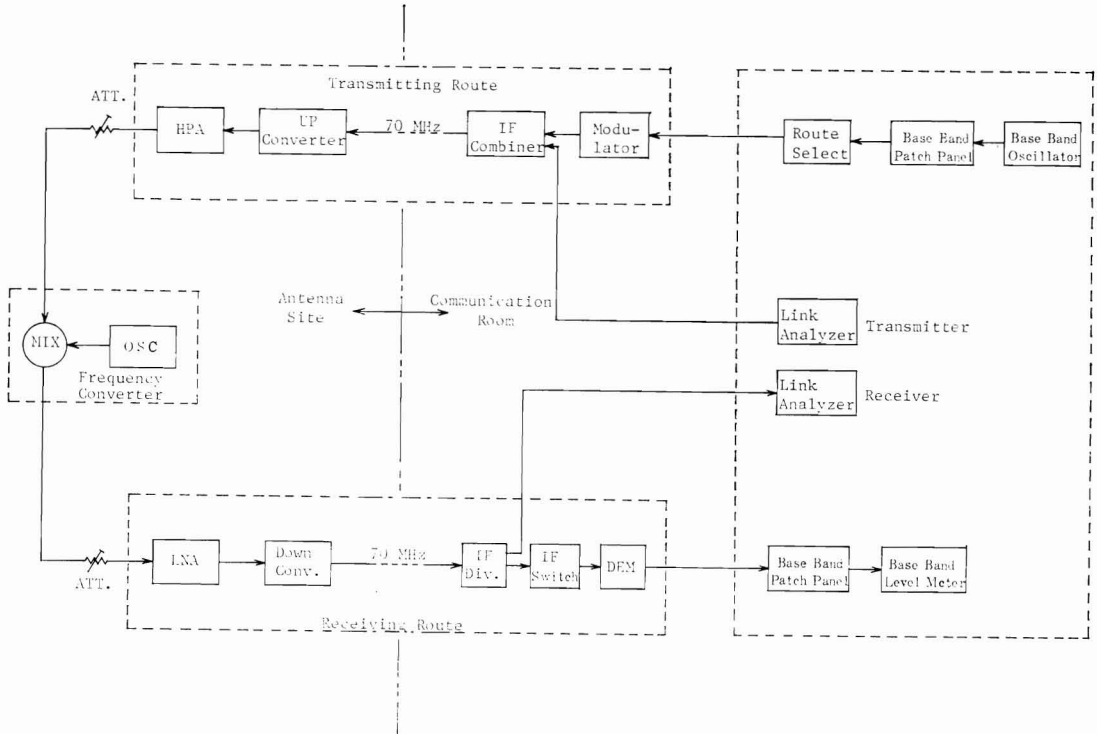 Transmitting Route
ATT.
HPA
UP
Converter
70 MHz
IF
Combiner
Modu-
lator
Route
Select
Base Band
Patch Panel
Base Band
Oscillator
Antenna
Site
Communication
Room
Link
Analyzer
Transmitter
MIX
OSC
Frequency
Converter
Link
Analyzer
Receiver
ATT.
LNA
Down
Conv.
70 MHz
IF
Div.
IF
Switch
DEM
Base Band
Patch Panel
Base Band
Level Meter
Receiving Route